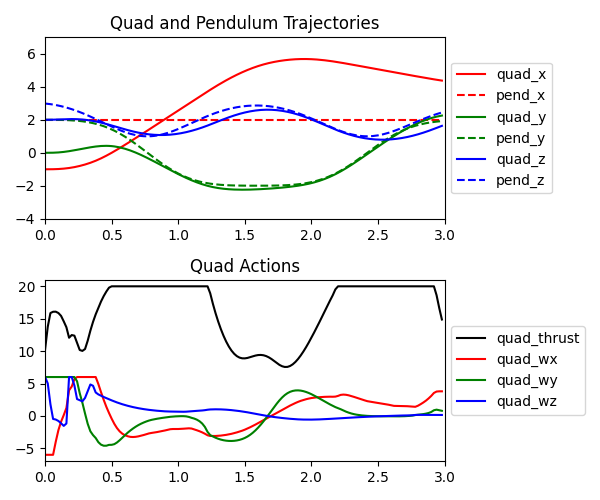 Quad and Pendulum Trajectories
6
4
2
0
−2
−4
0.0 0.5 1.0 1.5 2.0 2.5 3.0
quad_x
pend_x
quad_y
pend_y
quad_z
pend_z
Quad Actions
20
15
10
5
0
−5
0.0 0.5 1.0 1.5 2.0 2.5 3.0
quad_thrust
quad_wx
quad_wy
quad_wz